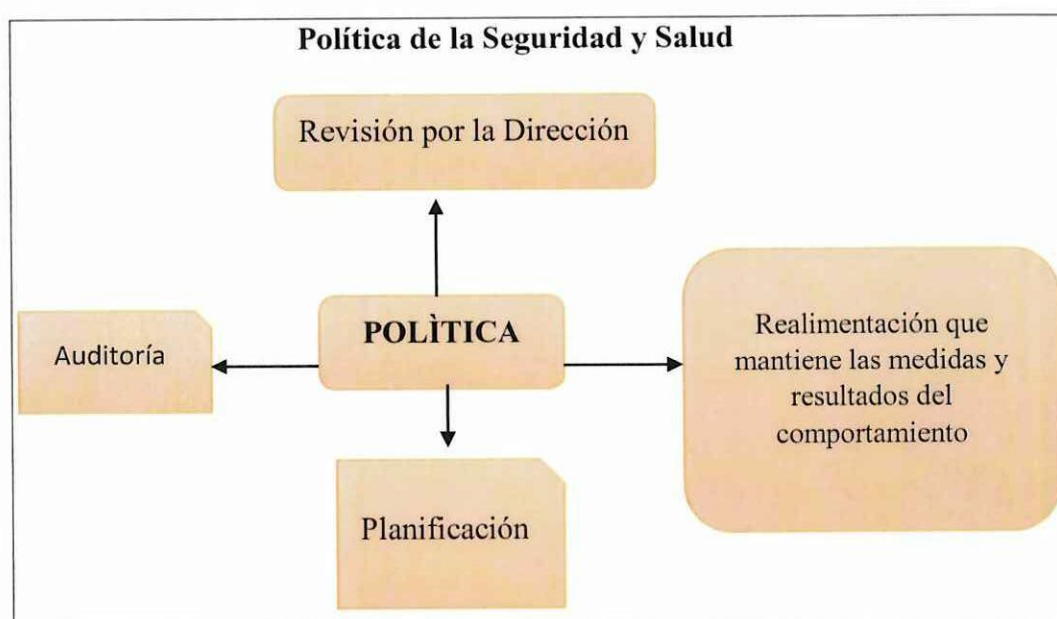 Política de la Seguridad y Salud
Revisión por la Dirección
POLÌTICA
Auditoría
Realimentación que
mantiene las medidas y
resultados del
comportamiento
Planificación